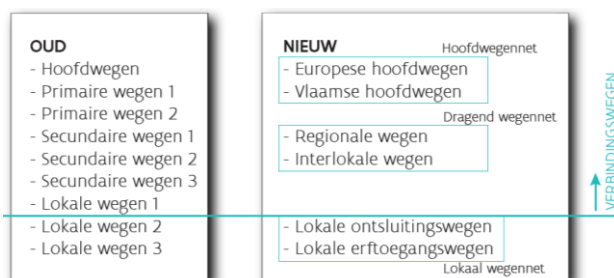 OUD
- Hoofdwegen
- Primaire wegen 1
- Primaire wegen 2
- Secundaire wegen 1
- Secundaire wegen 2
- Secundaire wegen 3
- Lokale wegen 1
- Lokale wegen 2
- Lokale wegen 3
NIEUW
Hoofdwegennet
- Europese hoofdwegen
- Vlaamse hoofdwegen
Dragend wegennet
- Regionale wegen
- Interlokale wegen
- Lokale ontsluitingswegen
- Lokale erftoegangswegen
Lokaal wegennet
VERBINDINGSWEGEN